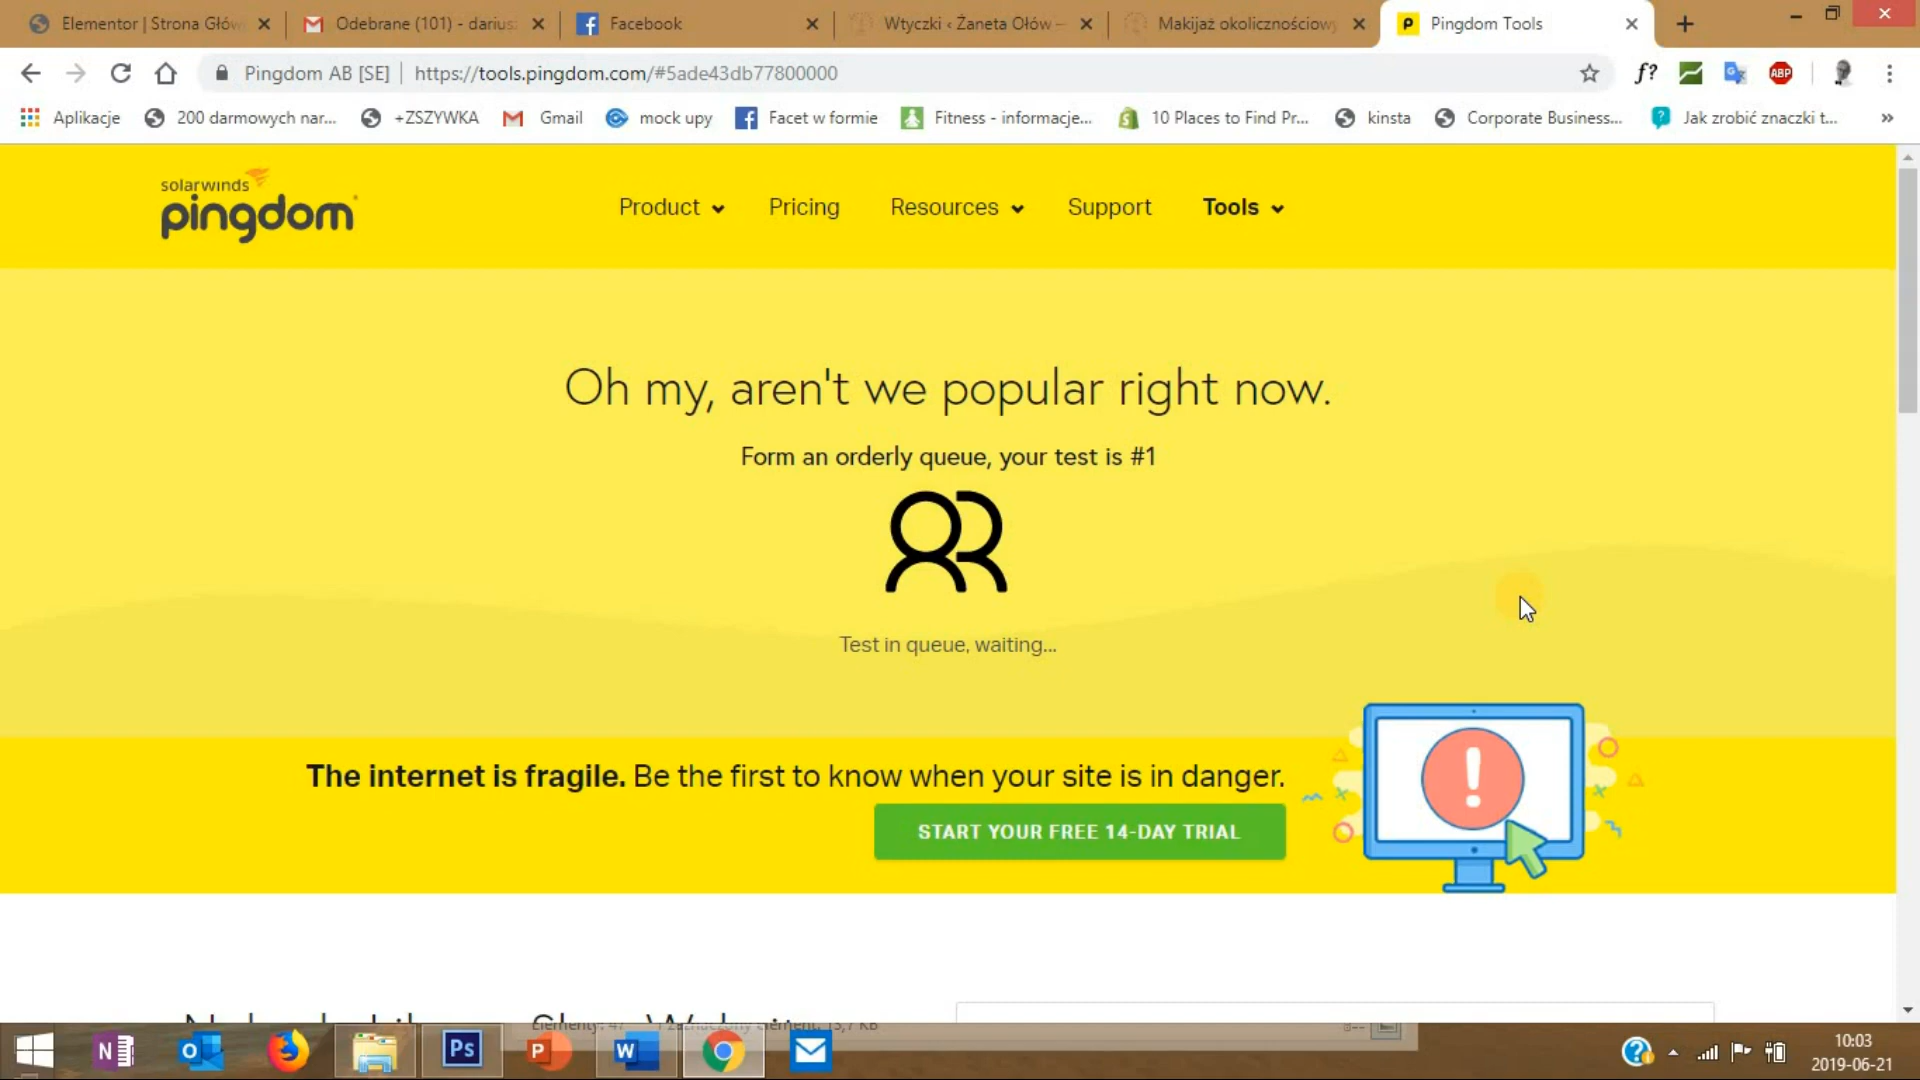 Elementor | Strona Głów
Odebrane (101) - darius
Facebook
Wtyczki ‹ Żaneta Ołów –
Makijaż okolicznościowy
Pingdom Tools
Pingdom AB [SE] | https://tools.pingdom.com/#5ade43db77800000
f?
ABP
Aplikacje
200 darmowych nar...
+ZSZYWKA
Gmail
mock upy
Facet w formie
Fitness - informacje...
10 Places to Find Pr...
kinsta
Corporate Business...
Jak zrobić znaczki t...
»
solarwinds
pingdom
Product
Pricing
Resources
Support
Tools
Oh my, aren't we popular right now.
Form an orderly queue, your test is #1
Test in queue, waiting...
The internet is fragile. Be the first to know when your site is in danger.
START YOUR FREE 14-DAY TRIAL
10:03
2019-06-21